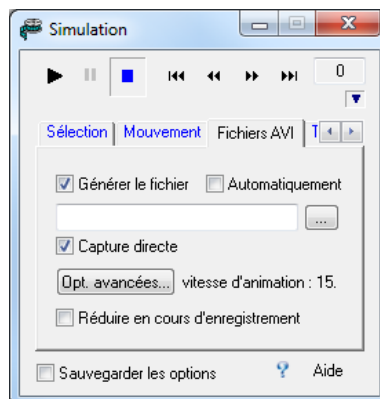 Simulation
0
Sélection Mouvement Fichiers AVI T
Générer le fichier Automatiquement
...
Capture directe
Opt. avancées... vitesse d'animation : 15.
Réduire en cours d'enregistrement
Sauvegarder les options ? Aide